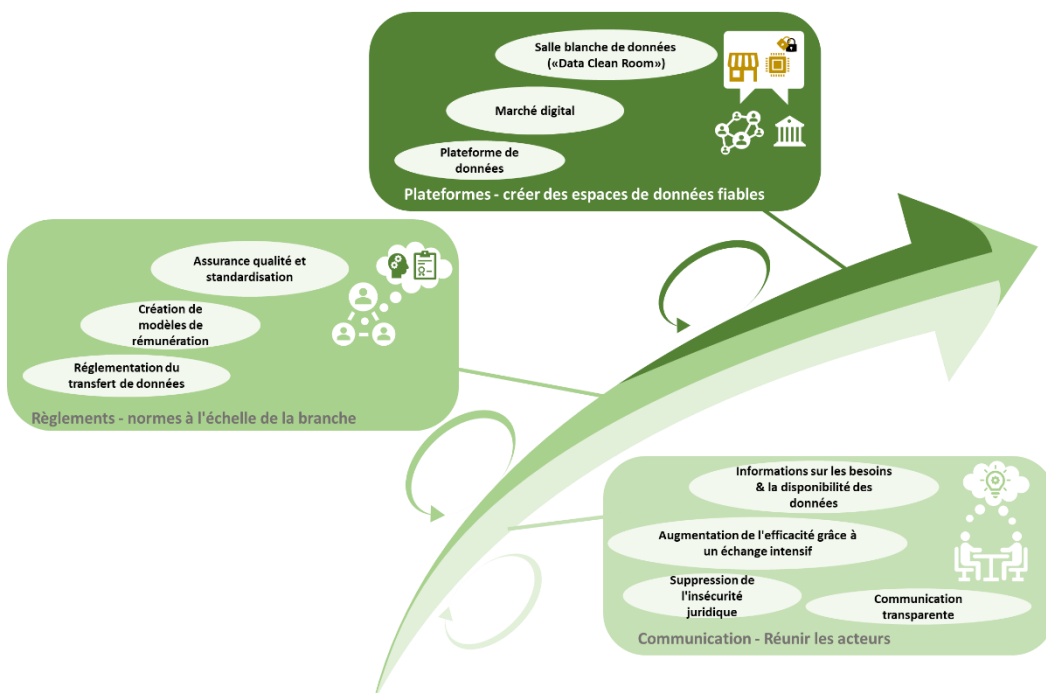 Salle blanche de données
(«Data Clean Room»)
Marché digital
Plateforme de
données
Plateformes - créer des espaces de données fiables
Assurance qualité et
standardisation
Création de
modèles de
rémunération
Réglementation du
transfert de données
Règlements - normes à l'échelle de la branche
Informations sur les besoins
& la disponibilité des
données
Augmentation de l'efficacité grâce à
un échange intensif
Suppression de
l'insécurité
juridique
Communication
transparente
Communication - Réunir les acteurs